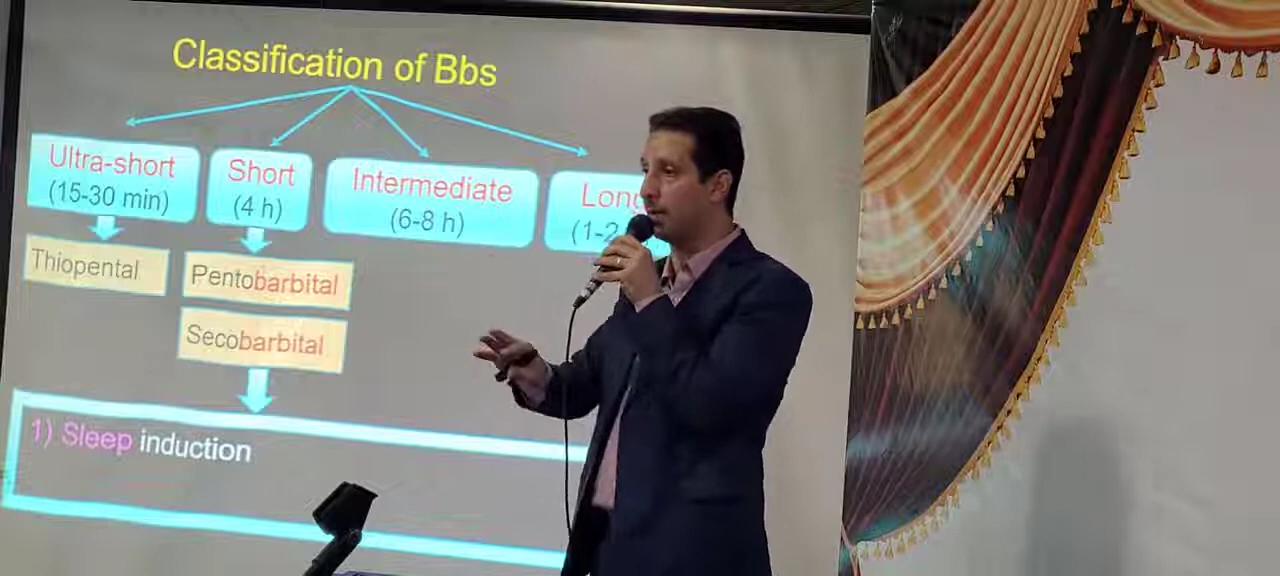 Classification of Bbs
Ultra-short
(15-30 min)
Short
(4 h)
Intermediate
(6-8 h)
Thiopental
Pentobarbital
Secobarbital
1) Sleep induction